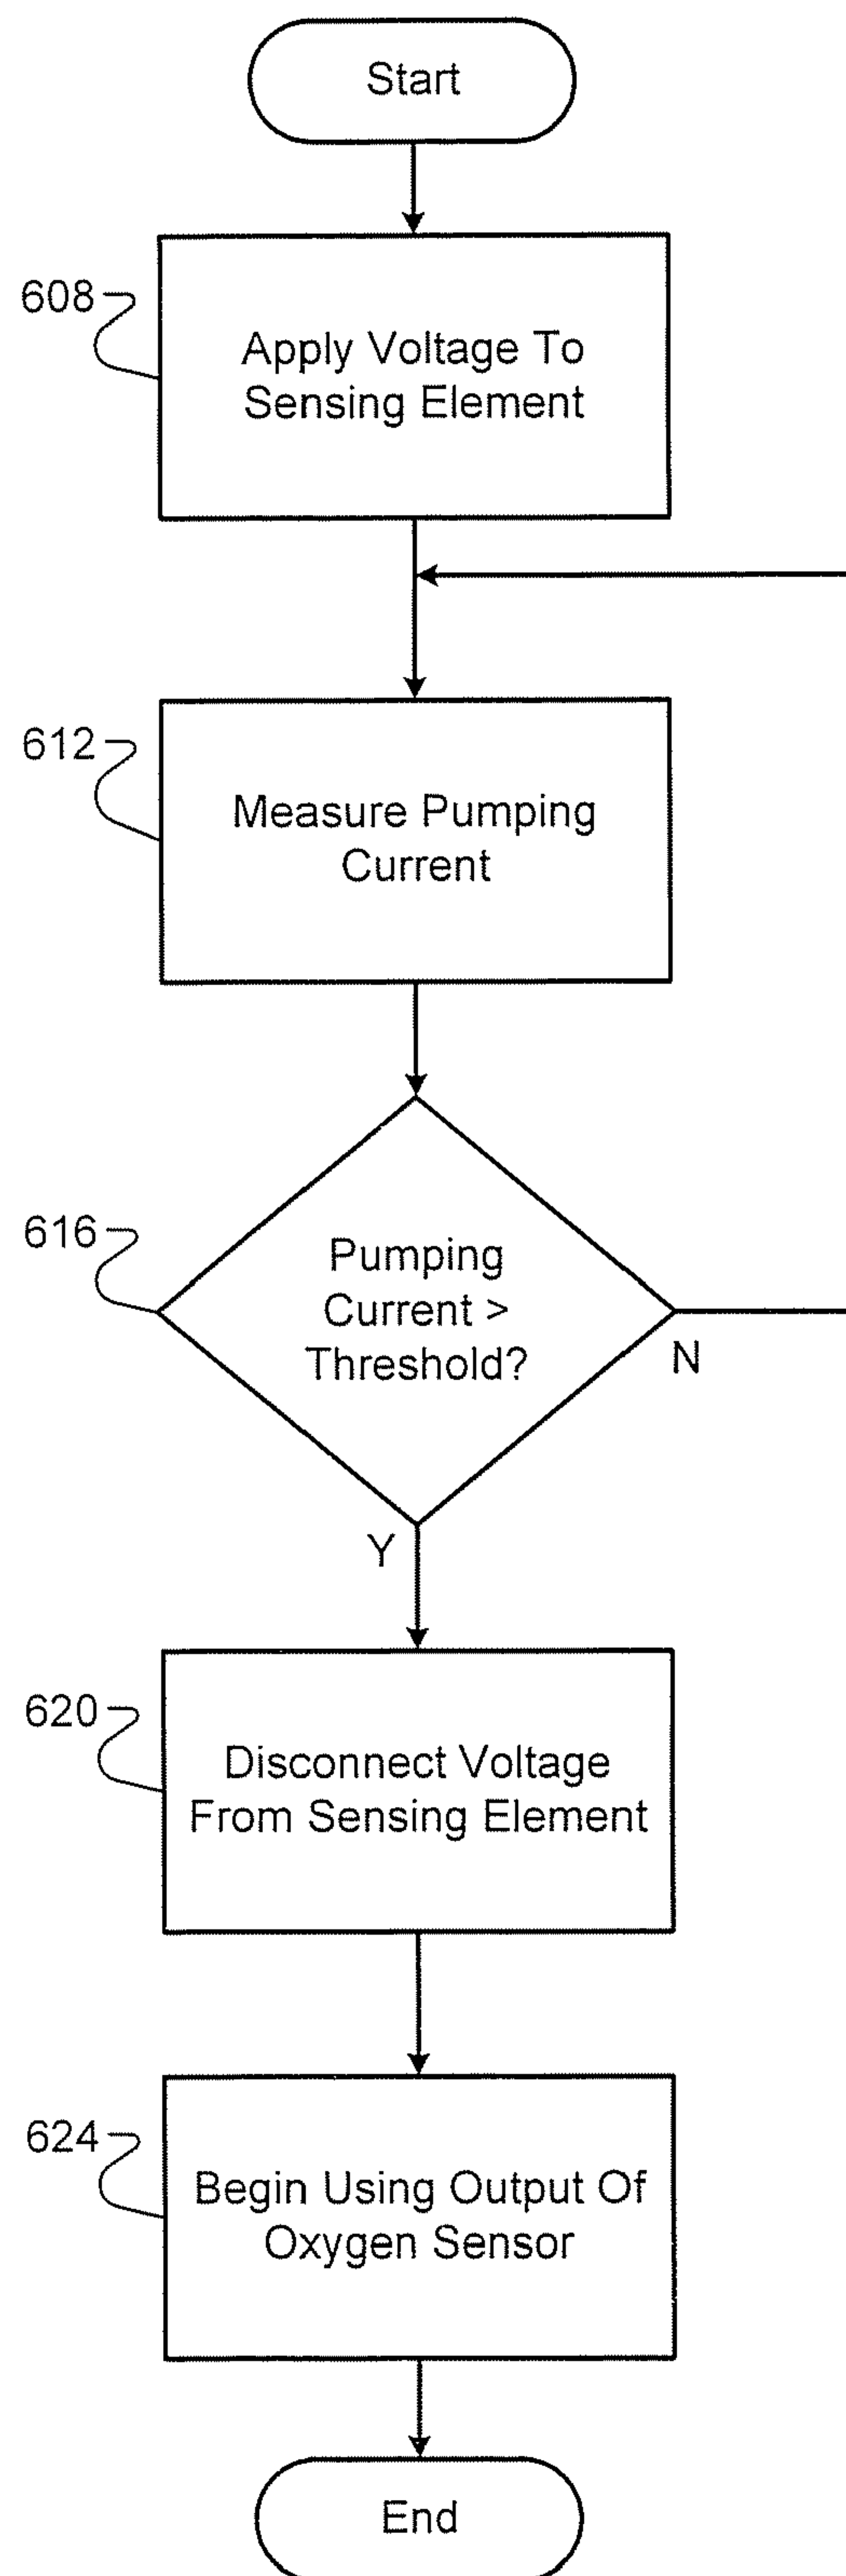 Start
608
Apply Voltage To
Sensing Element
612
Measure Pumping
Current
616
Pumping
Current >
Threshold?
N
Y
620
Disconnect Voltage
From Sensing Element
624
Begin Using Output Of
Oxygen Sensor
End